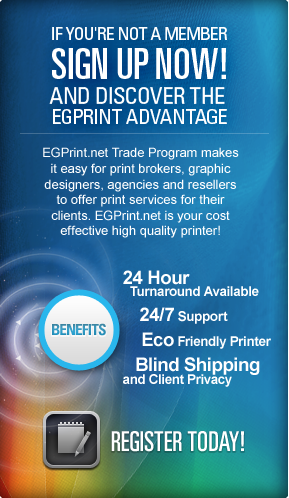 IF YOU'RE NOT A MEMBER
SIGN UP NOW!
AND DISCOVER THE
EGPRINT ADVANTAGE
EGPrint.net Trade Program makes
it easy for print brokers, graphic
designers, agencies and resellers
to offer print services for their
clients. EGPrint.net is your cost
effective high quality printer!
BENEFITS
24 Hour
Turnaround Available
24/7 Support
Eco Friendly Printer
Blind Shipping
and Client Privacy
REGISTER TODAY!